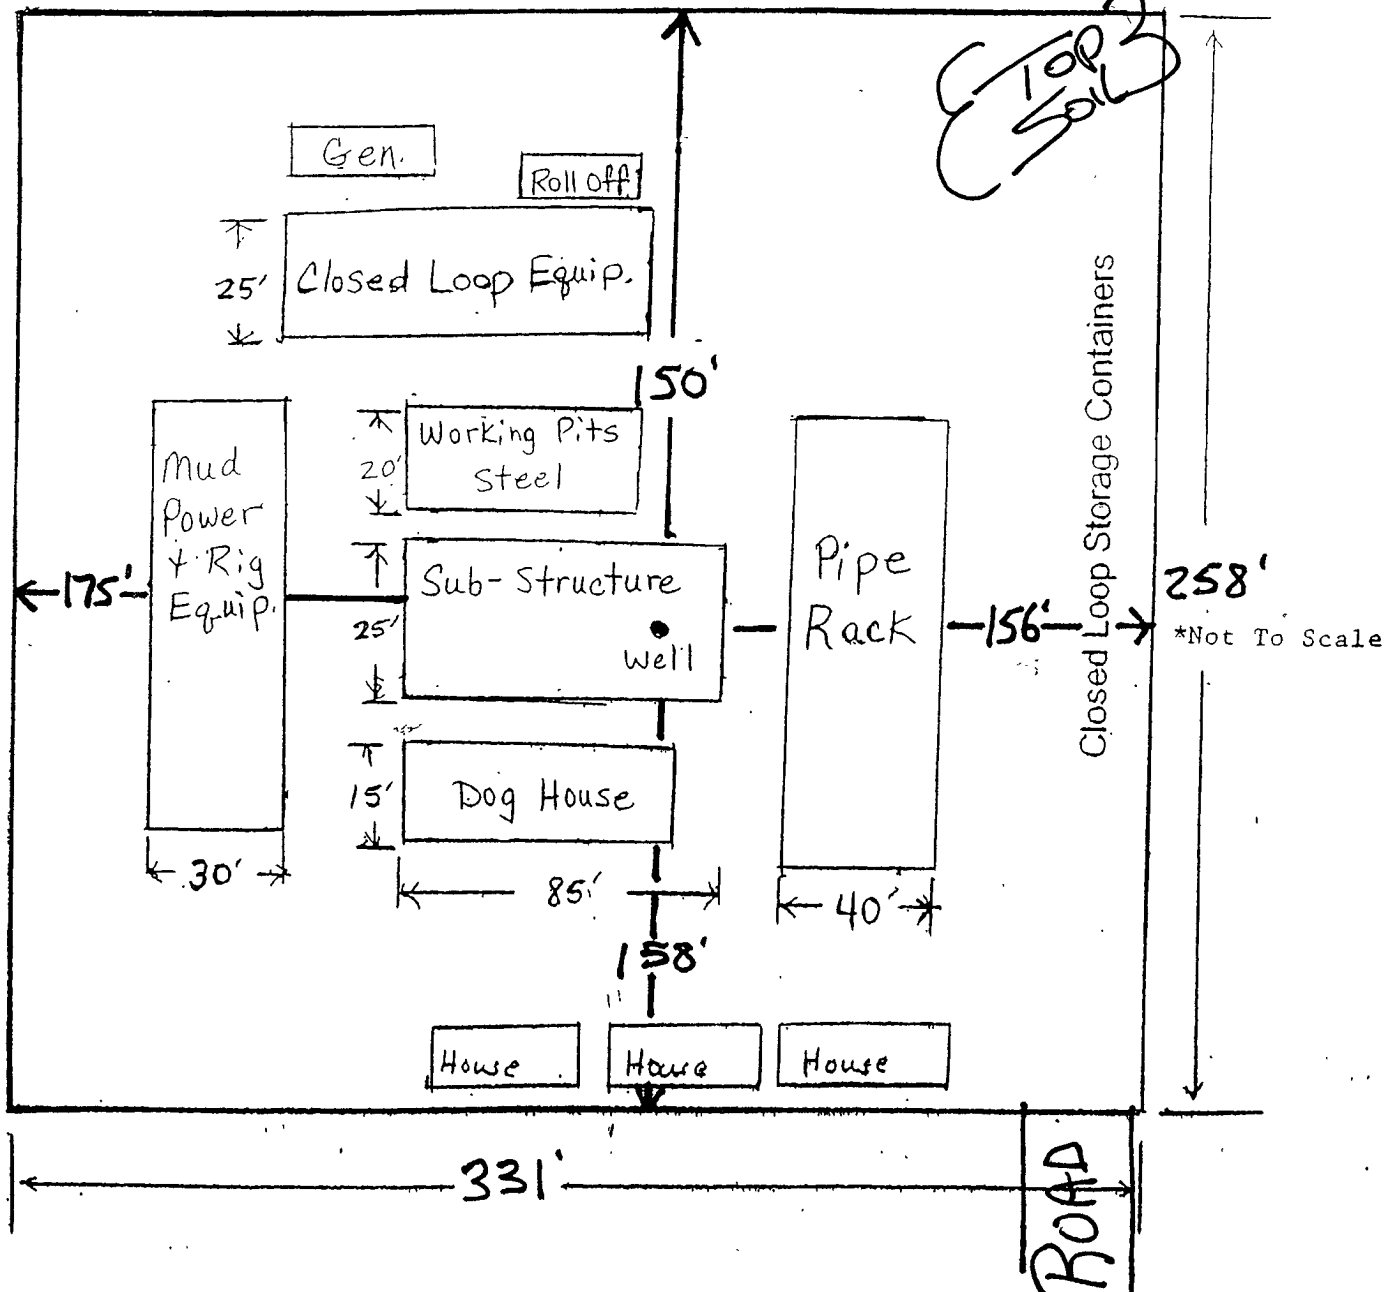 TOP
SOIL
Gen.
Roll Off
25'
Closed Loop Equip.
150'
Closed Loop Storage Containers
Mud
Power
+ Rig
Equip.
20'
Working Pits
Steel
Pipe
Rack
175'
25'
Sub-Structure
Well
156'
258'
*Not To Scale
15'
Dog House
30'
85'
40'
158'
House
House
House
331'
ROAD